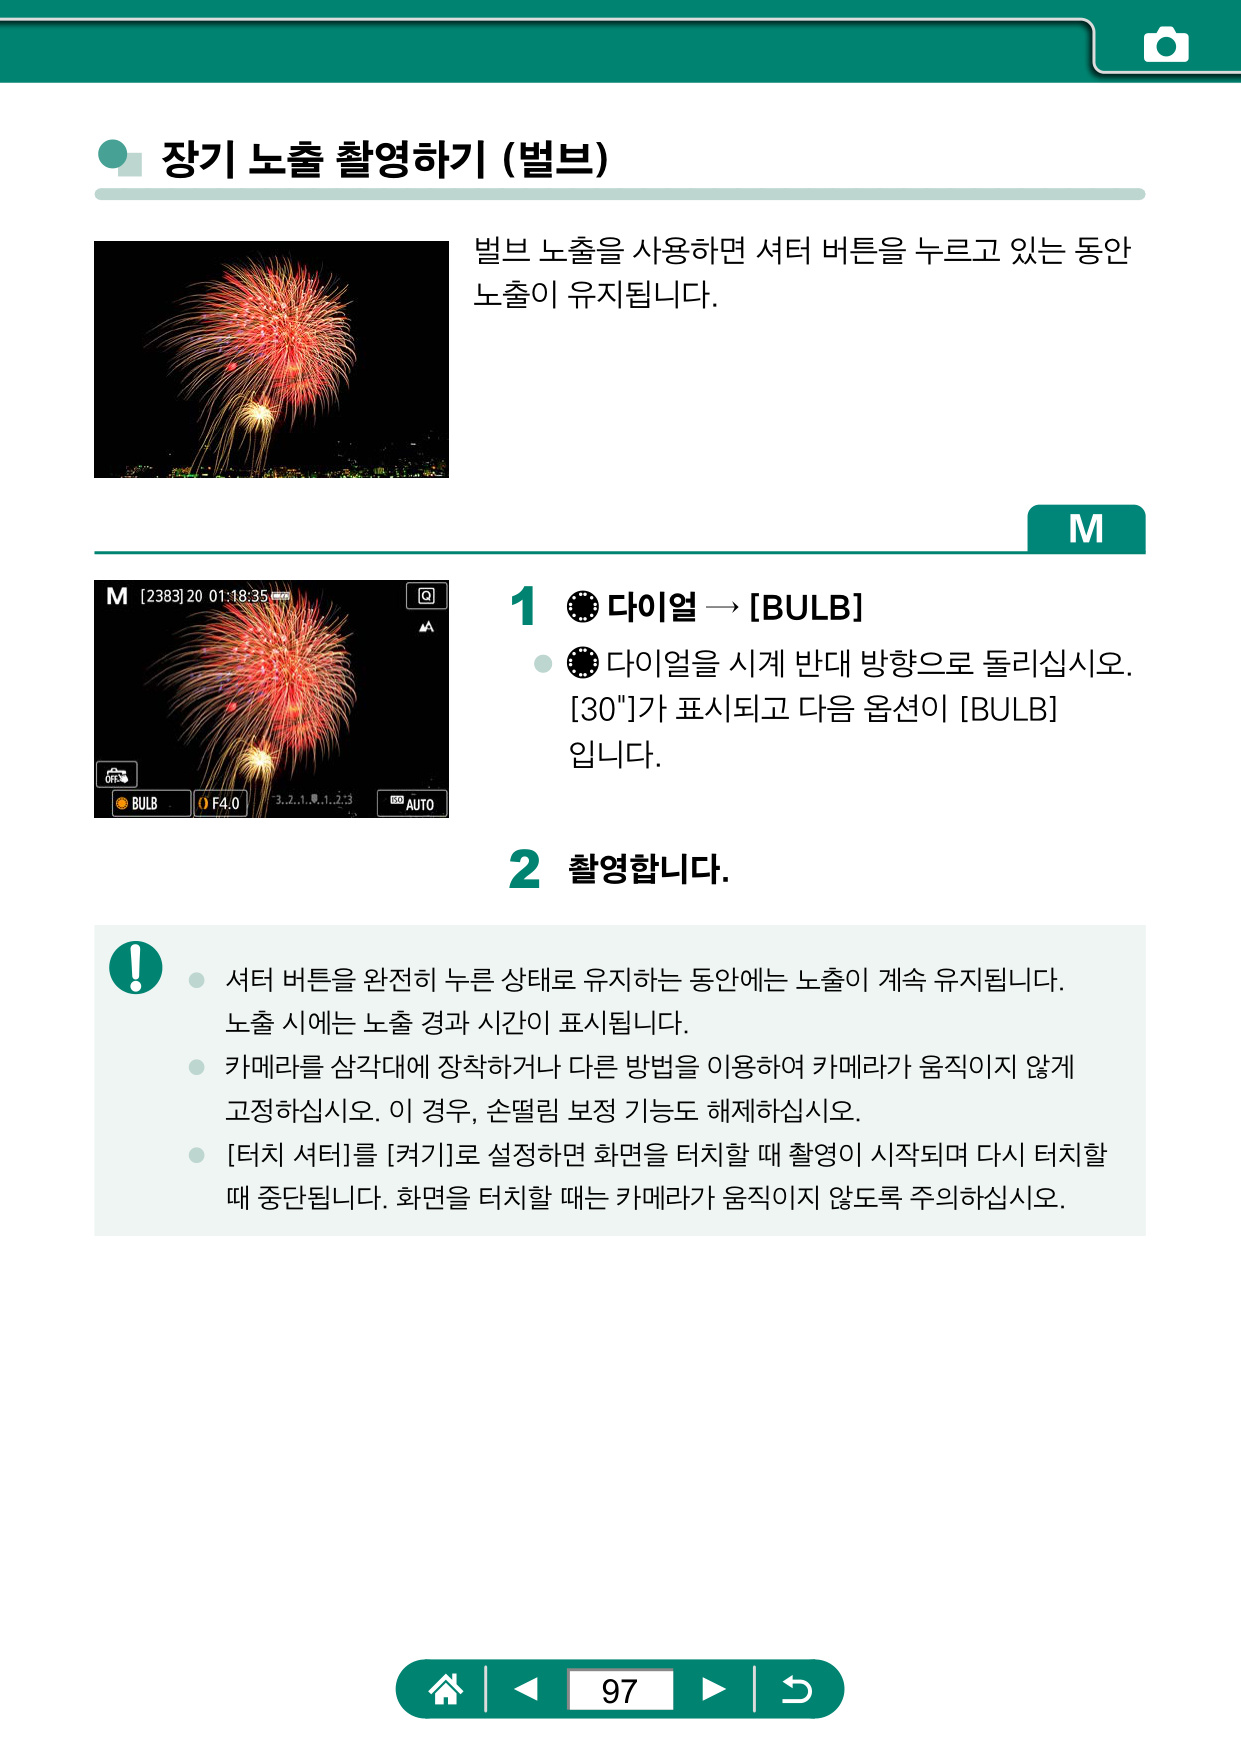 장기 노출 촬영하기 (벌브)
벌브 노출을 사용하면 셔터 버튼을 누르고 있는 동안
노출이 유지됩니다.
M
M [2383] 20 01:18:35
Q
OFF
BULB F4.0 -3..2..1..0..1..2..3 ISO AUTO
1 다이얼 → [BULB]
다이얼을 시계 반대 방향으로 돌리십시오.
[30"]가 표시되고 다음 옵션이 [BULB]
입니다.
2 촬영합니다.
● 셔터 버튼을 완전히 누른 상태로 유지하는 동안에는 노출이 계속 유지됩니다.
노출 시에는 노출 경과 시간이 표시됩니다.
● 카메라를 삼각대에 장착하거나 다른 방법을 이용하여 카메라가 움직이지 않게
고정하십시오. 이 경우, 손떨림 보정 기능도 해제하십시오.
● [터치 셔터]를 [켜기]로 설정하면 화면을 터치할 때 촬영이 시작되며 다시 터치할
때 중단됩니다. 화면을 터치할 때는 카메라가 움직이지 않도록 주의하십시오.
97